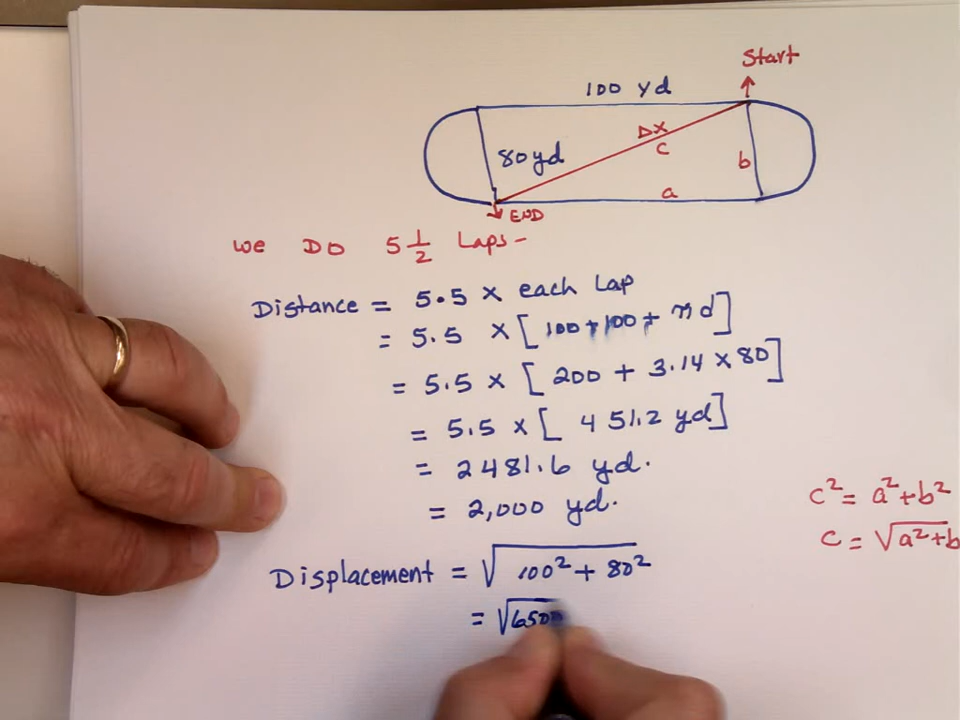 Start
100 yd
Δx
80yd
c
b
a
END
We DO 5 1/2 Laps-
Distance = 5.5 × each Lap
= 5.5 × [100+100+πd]
= 5.5 × [200 + 3.14 × 80]
= 5.5 × [451.2 yd]
= 2481.6 yd.
= 2,000 yd.
c² = a²+b²
c = √a²+b
Displacement = √100² + 80²
= √6500